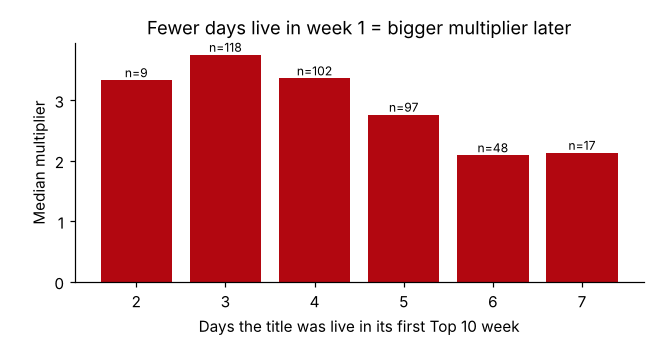 Fewer days live in week 1 = bigger multiplier later
n=9
n=118
n=102
n=97
n=48
n=17
Median multiplier
3
2
1
0
2
3
4
5
6
7
Days the title was live in its first Top 10 week